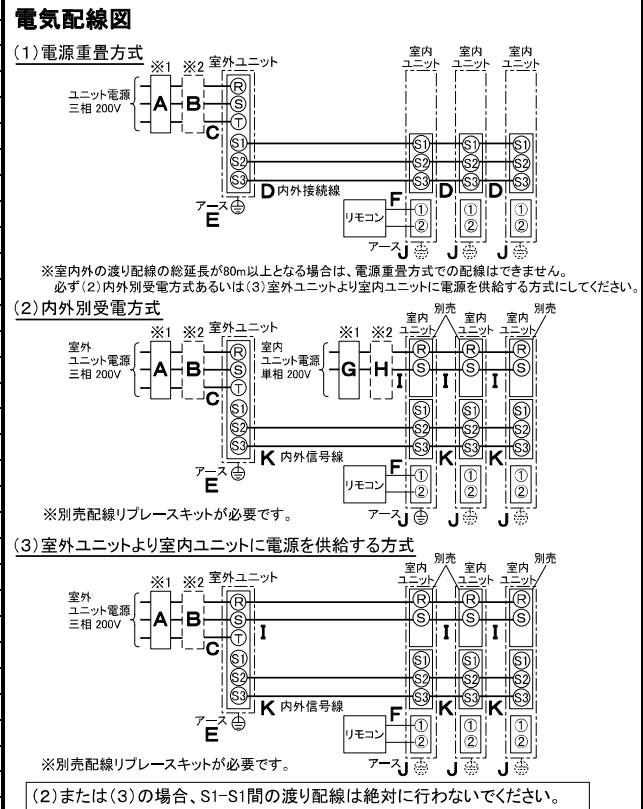 電気配線図
(1)電源重畳方式
※1 ※2 室外ユニット
室内ユニット 室内ユニット 室内ユニット
ユニット電源
三相 200V
A B C
R
S
T
S1
S2
S3
S1 S1 S1
S2 S2 S2
S3 S3 S3
D 内外接続線
F D D
アース
E
リモコン
① ① ①
② ② ②
アース J J J
※室内外の渡り配線の総延長が80m以上となる場合は、電源重畳方式での配線はできません。
必ず(2)内外別受電方式あるいは(3)室外ユニットより室内ユニットに電源を供給する方式にしてください。
(2)内外別受電方式
※1 ※2 室外ユニット
※1 ※2
室内ユニット 別売 室内ユニット 室内ユニット 別売
室外
ユニット電源
三相 200V
A B C
R
S
T
S1
S2
S3
室内
ユニット電源
単相 200V
G H I I I
R R R
S S S
S1 S1 S1
S2 S2 S2
S3 S3 S3
K 内外信号線
F K K
アース
E
リモコン
① ① ①
② ② ②
アース J J J
※別売配線リプレースキットが必要です。
(3)室外ユニットより室内ユニットに電源を供給する方式
※1 ※2 室外ユニット
室内ユニット 別売 室内ユニット 室内ユニット 別売
室外
ユニット電源
三相 200V
A B C
R
S
T
S1
S2
S3
I I I
R R R
S S S
S1 S1 S1
S2 S2 S2
S3 S3 S3
K 内外信号線
F K K
アース
E
リモコン
① ① ①
② ② ②
アース J J J
※別売配線リプレースキットが必要です。
(2)または(3)の場合、S1-S1間の渡り配線は絶対に行わないでください。